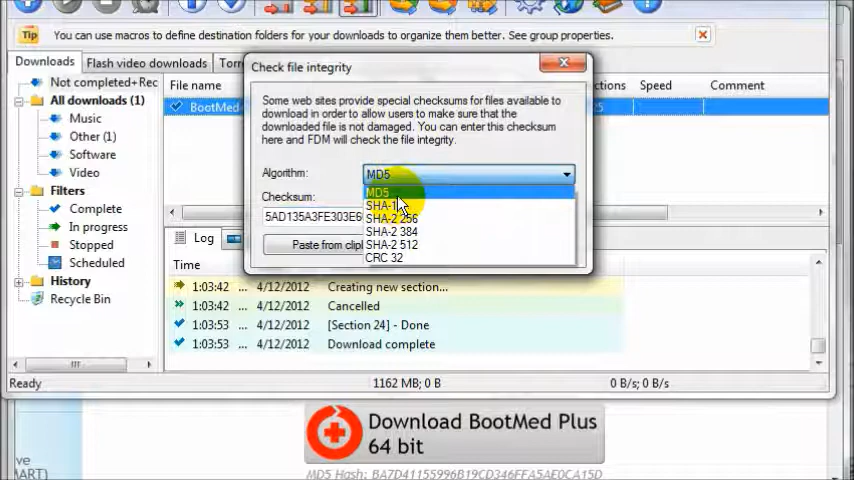 Tip You can use macros to define destination folders for your downloads to organize them better. See group properties.
Downloads Flash video downloads
Check file integrity
Not completed+Rec
File name Speed Comment
All downloads (1)
BootMed
Music
Other (1)
Software
Video
Filters
Complete
In progress
Stopped
Scheduled
History
Recycle Bin
Some web sites provide special checksums for files available to
download in order to allow users to make sure that the
downloaded file is not damaged. You can enter this checksum
here and FDM will check the file integrity.
Algorithm: MD5
MD5
SHA-1
SHA-2 256
SHA-2 384
SHA-2 512
CRC 32
Checksum:
5AD135A3FE303E6
Paste from clip
Log
Time
1:03:42 ... 4/12/2012 Creating new section...
1:03:42 ... 4/12/2012 Cancelled
1:03:53 ... 4/12/2012 [Section 24] - Done
1:03:53 ... 4/12/2012 Download complete
Ready 1162 MB; 0 B 0 B/s; 0 B/s
Download BootMed Plus
64 bit
MD5 Hash: BA7D41155996B19CD346FFA5AE0CA15D